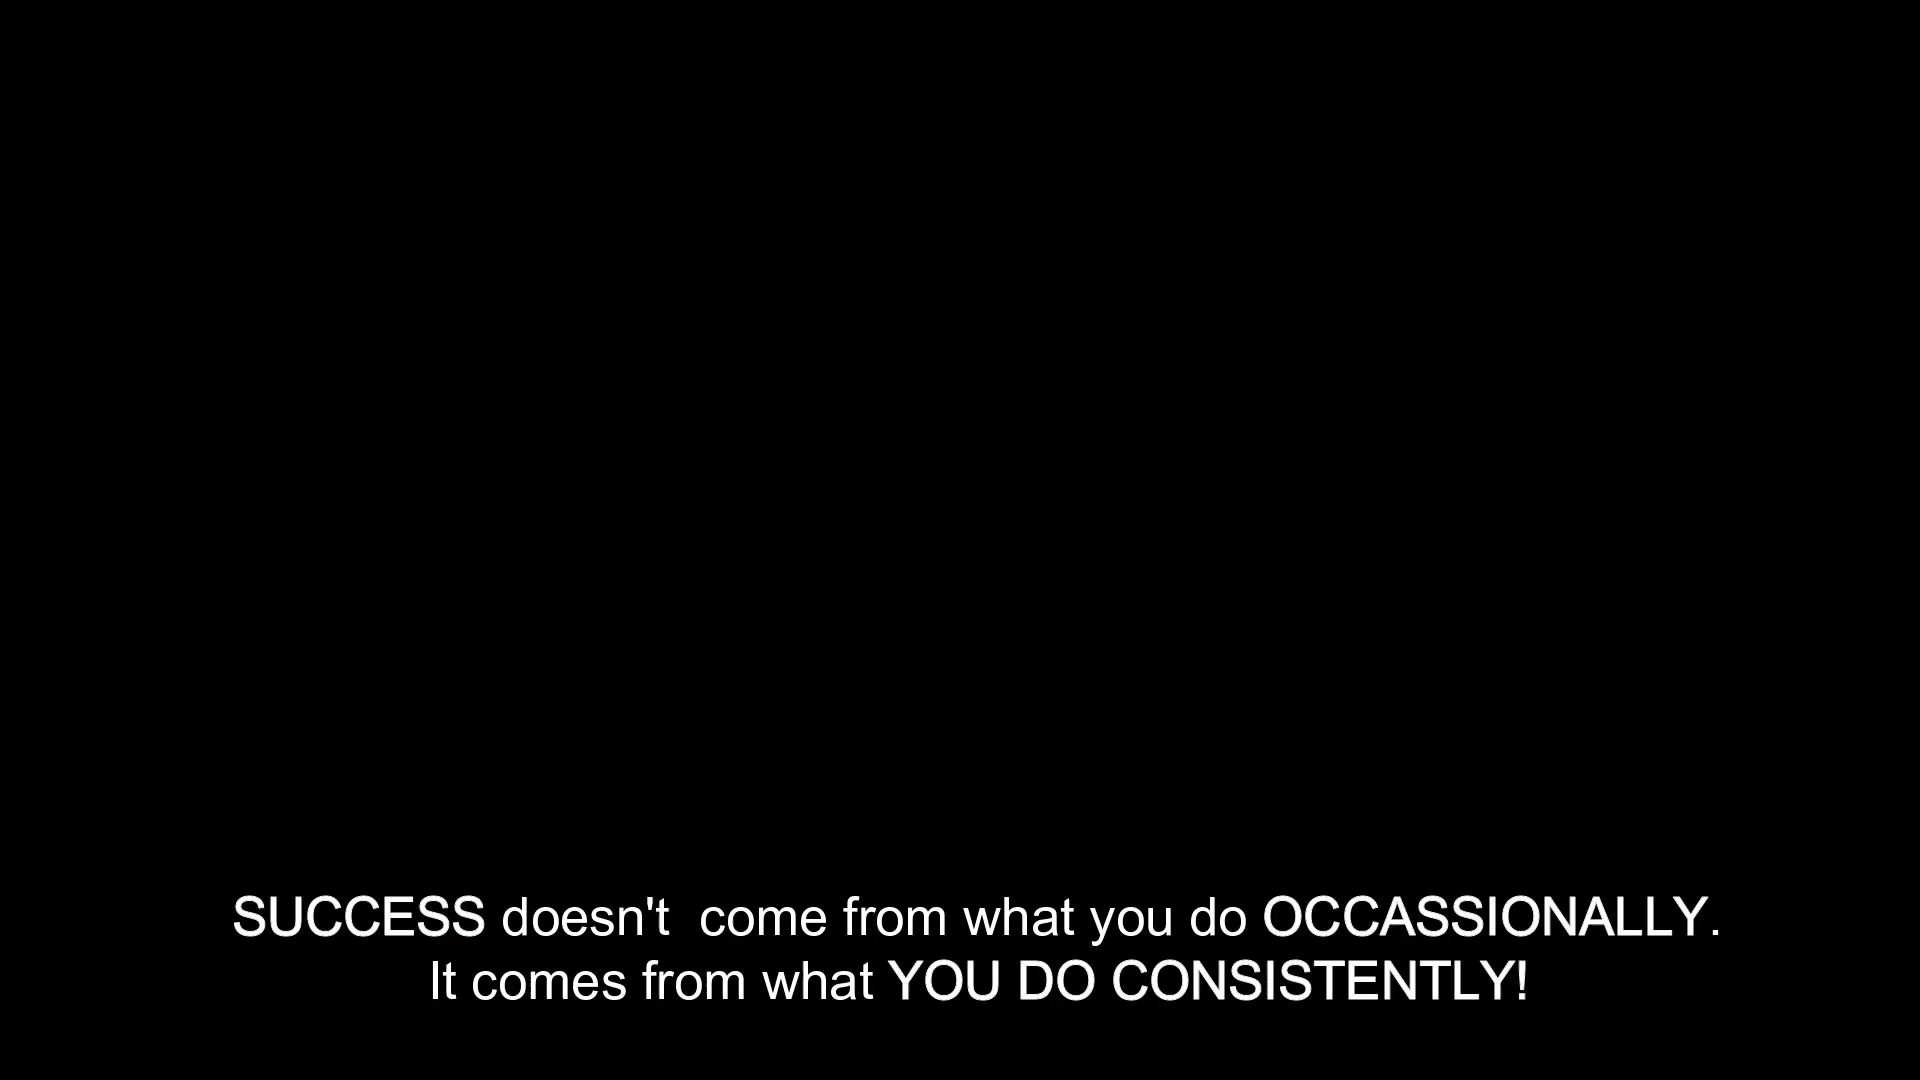 SUCCESS doesn't  come from what you do OCCASSIONALLY.
It comes from what YOU DO CONSISTENTLY!